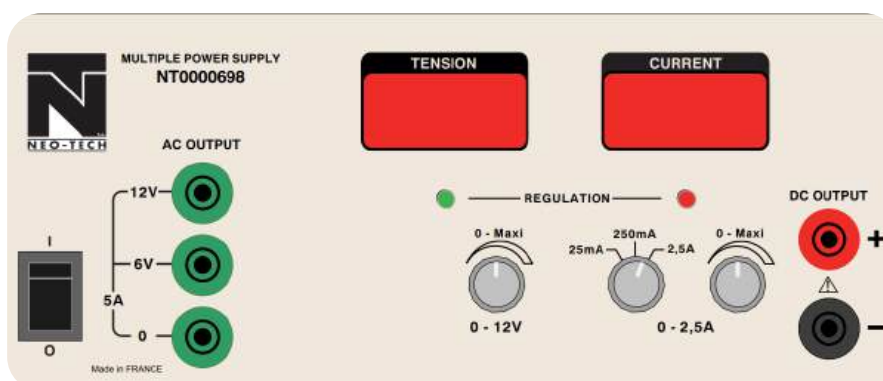 MULTIPLE POWER SUPPLY
NT0000698
NEO-TECH
AC OUTPUT
12V
6V
5A
0
I
O
Made in FRANCE
TENSION
CURRENT
REGULATION
0 - Maxi
0 - 12V
25mA
250mA
2,5A
0 - Maxi
0 - 2,5A
DC OUTPUT
+
−